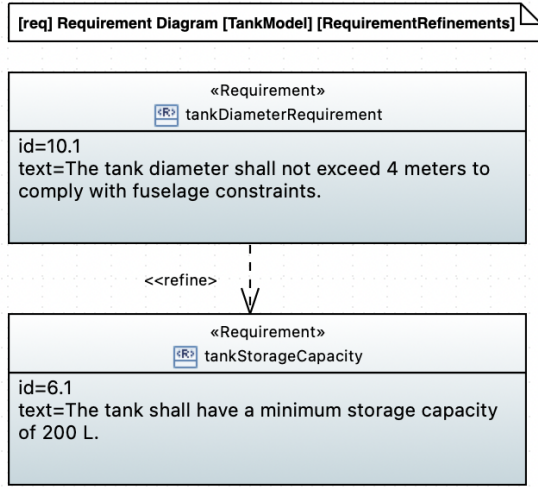 [req] Requirement Diagram [TankModel] [RequirementRefinements]
«Requirement»
«R» tankDiameterRequirement
id=10.1
text=The tank diameter shall not exceed 4 meters to
comply with fuselage constraints.
<<refine>
«Requirement»
«R» tankStorageCapacity
id=6.1
text=The tank shall have a minimum storage capacity
of 200 L.